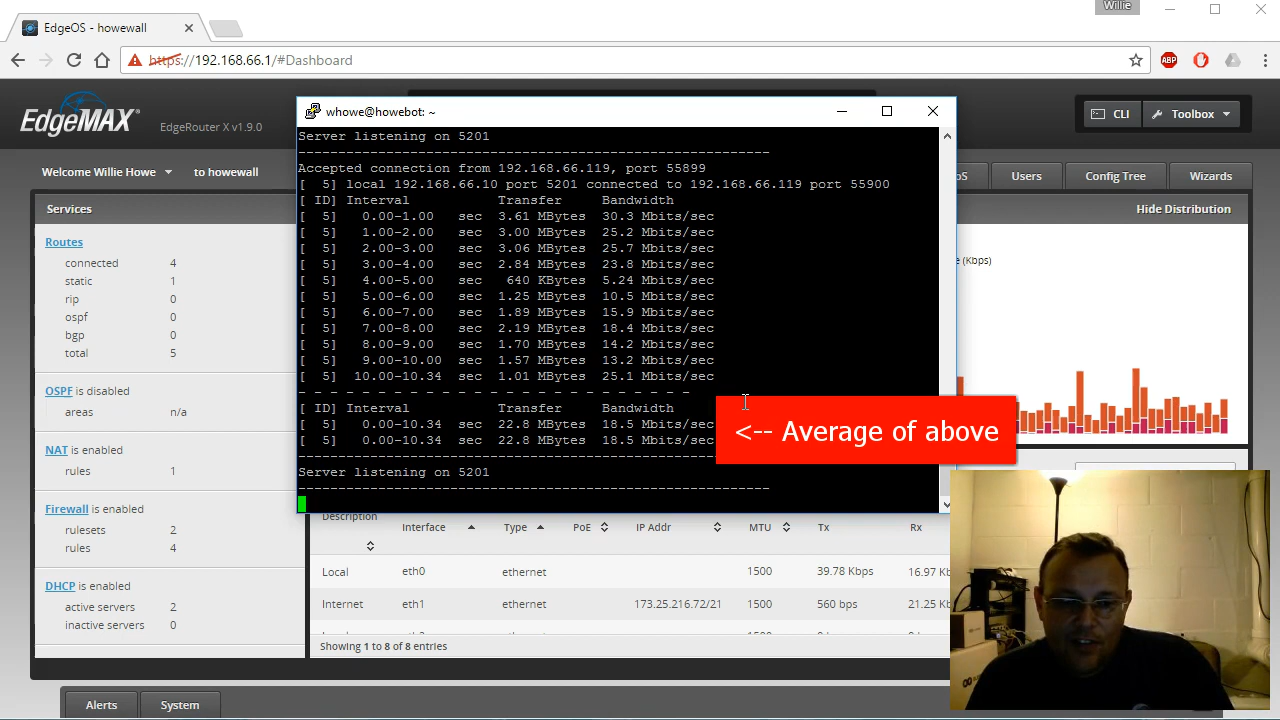 Willie
EdgeOS - howewall
https://192.168.66.1/#Dashboard
ABP
EdgeMAX
EdgeRouter X v1.9.0
CLI
Toolbox
Welcome Willie Howe
to howewall
Users
Config Tree
Wizards
Services
Hide Distribution
Routes
connected 4
static 1
rip 0
ospf 0
bgp 0
total 5
OSPF is disabled
areas n/a
NAT is enabled
rules 1
Firewall is enabled
rulesets 2
rules 4
DHCP is enabled
active servers 2
inactive servers 0
(Kbps)
whowe@howebot: ~
Server listening on 5201
-----------------------------------------------------------
Accepted connection from 192.168.66.119, port 55899
[  5] local 192.168.66.10 port 5201 connected to 192.168.66.119 port 55900
[ ID] Interval Transfer Bandwidth
[  5] 0.00-1.00 sec 3.61 MBytes 30.3 Mbits/sec
[  5] 1.00-2.00 sec 3.00 MBytes 25.2 Mbits/sec
[  5] 2.00-3.00 sec 3.06 MBytes 25.7 Mbits/sec
[  5] 3.00-4.00 sec 2.84 MBytes 23.8 Mbits/sec
[  5] 4.00-5.00 sec 640 KBytes 5.24 Mbits/sec
[  5] 5.00-6.00 sec 1.25 MBytes 10.5 Mbits/sec
[  5] 6.00-7.00 sec 1.89 MBytes 15.9 Mbits/sec
[  5] 7.00-8.00 sec 2.19 MBytes 18.4 Mbits/sec
[  5] 8.00-9.00 sec 1.70 MBytes 14.2 Mbits/sec
[  5] 9.00-10.00 sec 1.57 MBytes 13.2 Mbits/sec
[  5] 10.00-10.34 sec 1.01 MBytes 25.1 Mbits/sec
- - - - - - - - - - - - - - - - - - - - - - - - -
[ ID] Interval Transfer Bandwidth
[  5] 0.00-10.34 sec 22.8 MBytes 18.5 Mbits/sec
[  5] 0.00-10.34 sec 22.8 MBytes 18.5 Mbits/sec
<-- Average of above
-----------------------------------------------------------
Server listening on 5201
-----------------------------------------------------------
Description Interface Type PoE IP Addr MTU Tx Rx
Local eth0 ethernet 1500 39.78 Kbps 16.97 Kb
Internet eth1 ethernet 173.25.216.72/21 1500 560 bps 21.25 Kb
Showing 1 to 8 of 8 entries
Alerts
System